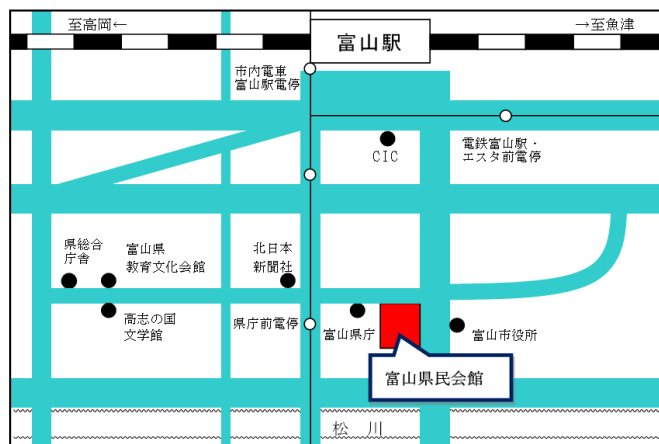 至高岡←
→至魚津
富山駅
市内電車
富山駅電停
CIC
電鉄富山駅・
エスタ前電停
県総合
庁舎
富山県
教育文化会館
北日本
新聞社
高志の国
文学館
県庁前電停
富山県庁
富山市役所
富山県民会館
松 川